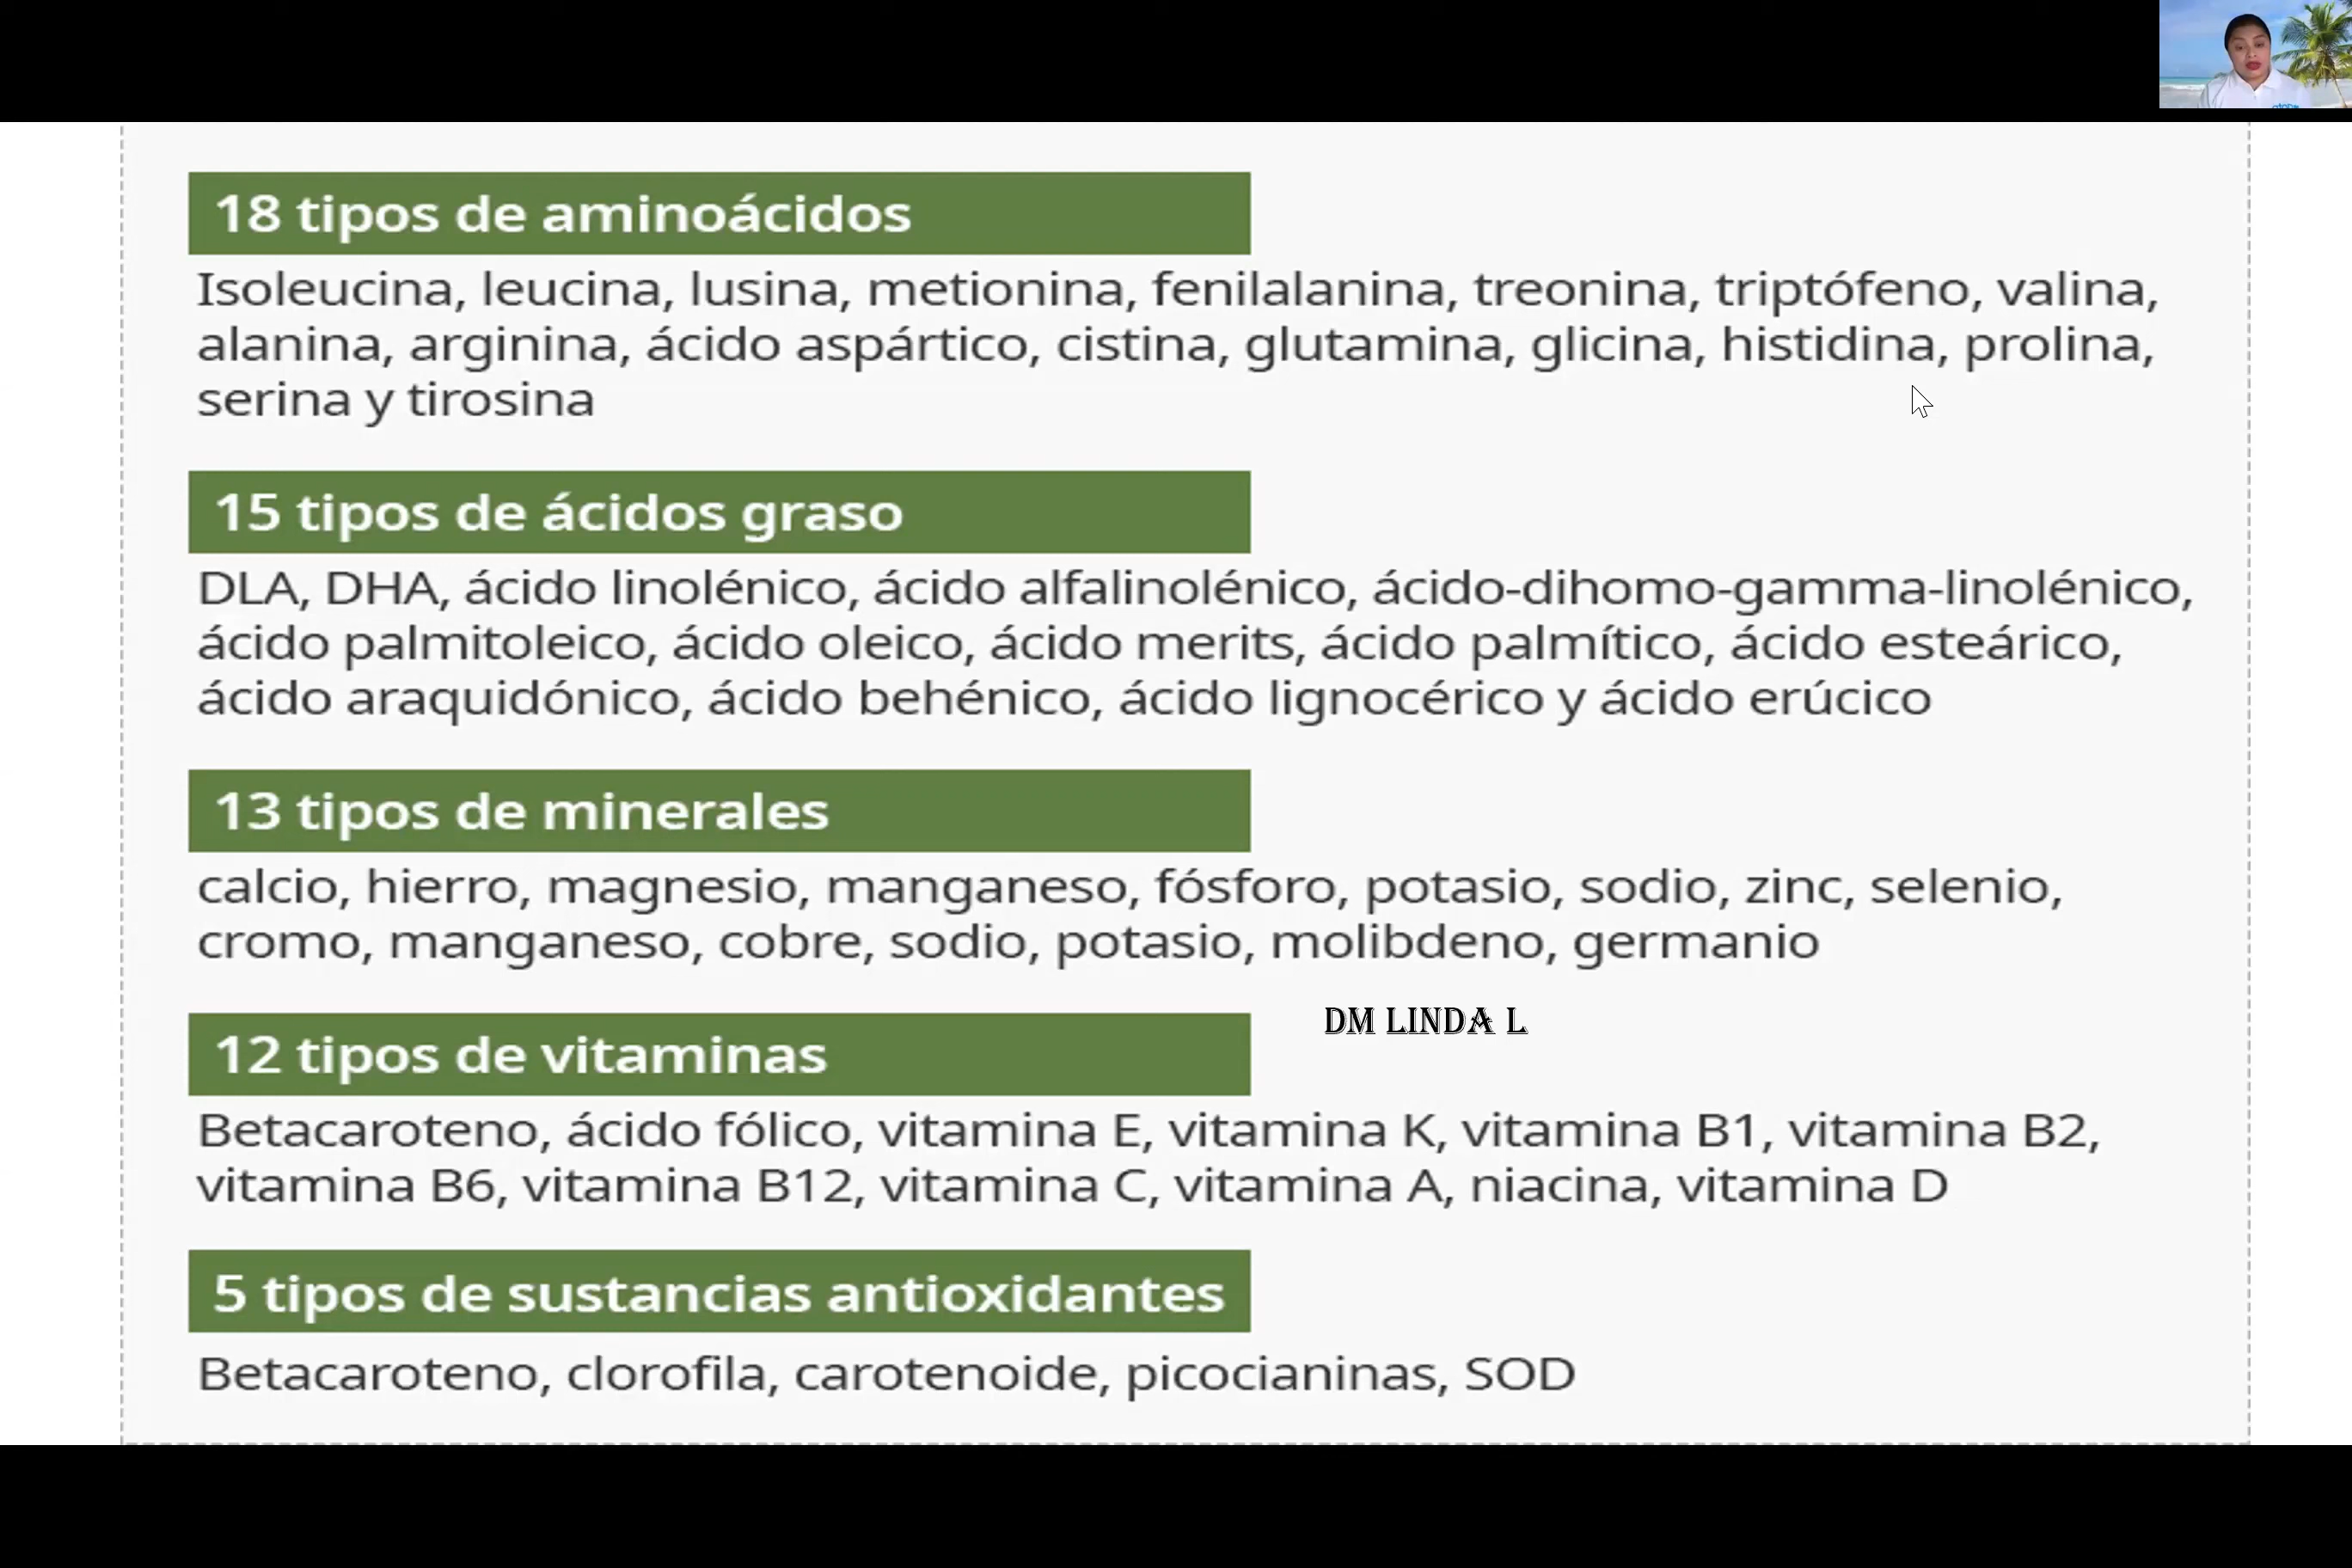 18 tipos de aminoácidos
Isoleucina, leucina, lusina, metionina, fenilalanina, treonina, triptófeno, valina,
alanina, arginina, ácido aspártico, cistina, glutamina, glicina, histidina, prolina,
serina y tirosina
15 tipos de ácidos graso
DLA, DHA, ácido linolénico, ácido alfalinolénico, ácido-dihomo-gamma-linolénico,
ácido palmitoleico, ácido oleico, ácido merits, ácido palmítico, ácido esteárico,
ácido araquidónico, ácido behénico, ácido lignocérico y ácido erúcico
13 tipos de minerales
calcio, hierro, magnesio, manganeso, fósforo, potasio, sodio, zinc, selenio,
cromo, manganeso, cobre, sodio, potasio, molibdeno, germanio
DM LINDA L
12 tipos de vitaminas
Betacaroteno, ácido fólico, vitamina E, vitamina K, vitamina B1, vitamina B2,
vitamina B6, vitamina B12, vitamina C, vitamina A, niacina, vitamina D
5 tipos de sustancias antioxidantes
Betacaroteno, clorofila, carotenoide, picocianinas, SOD